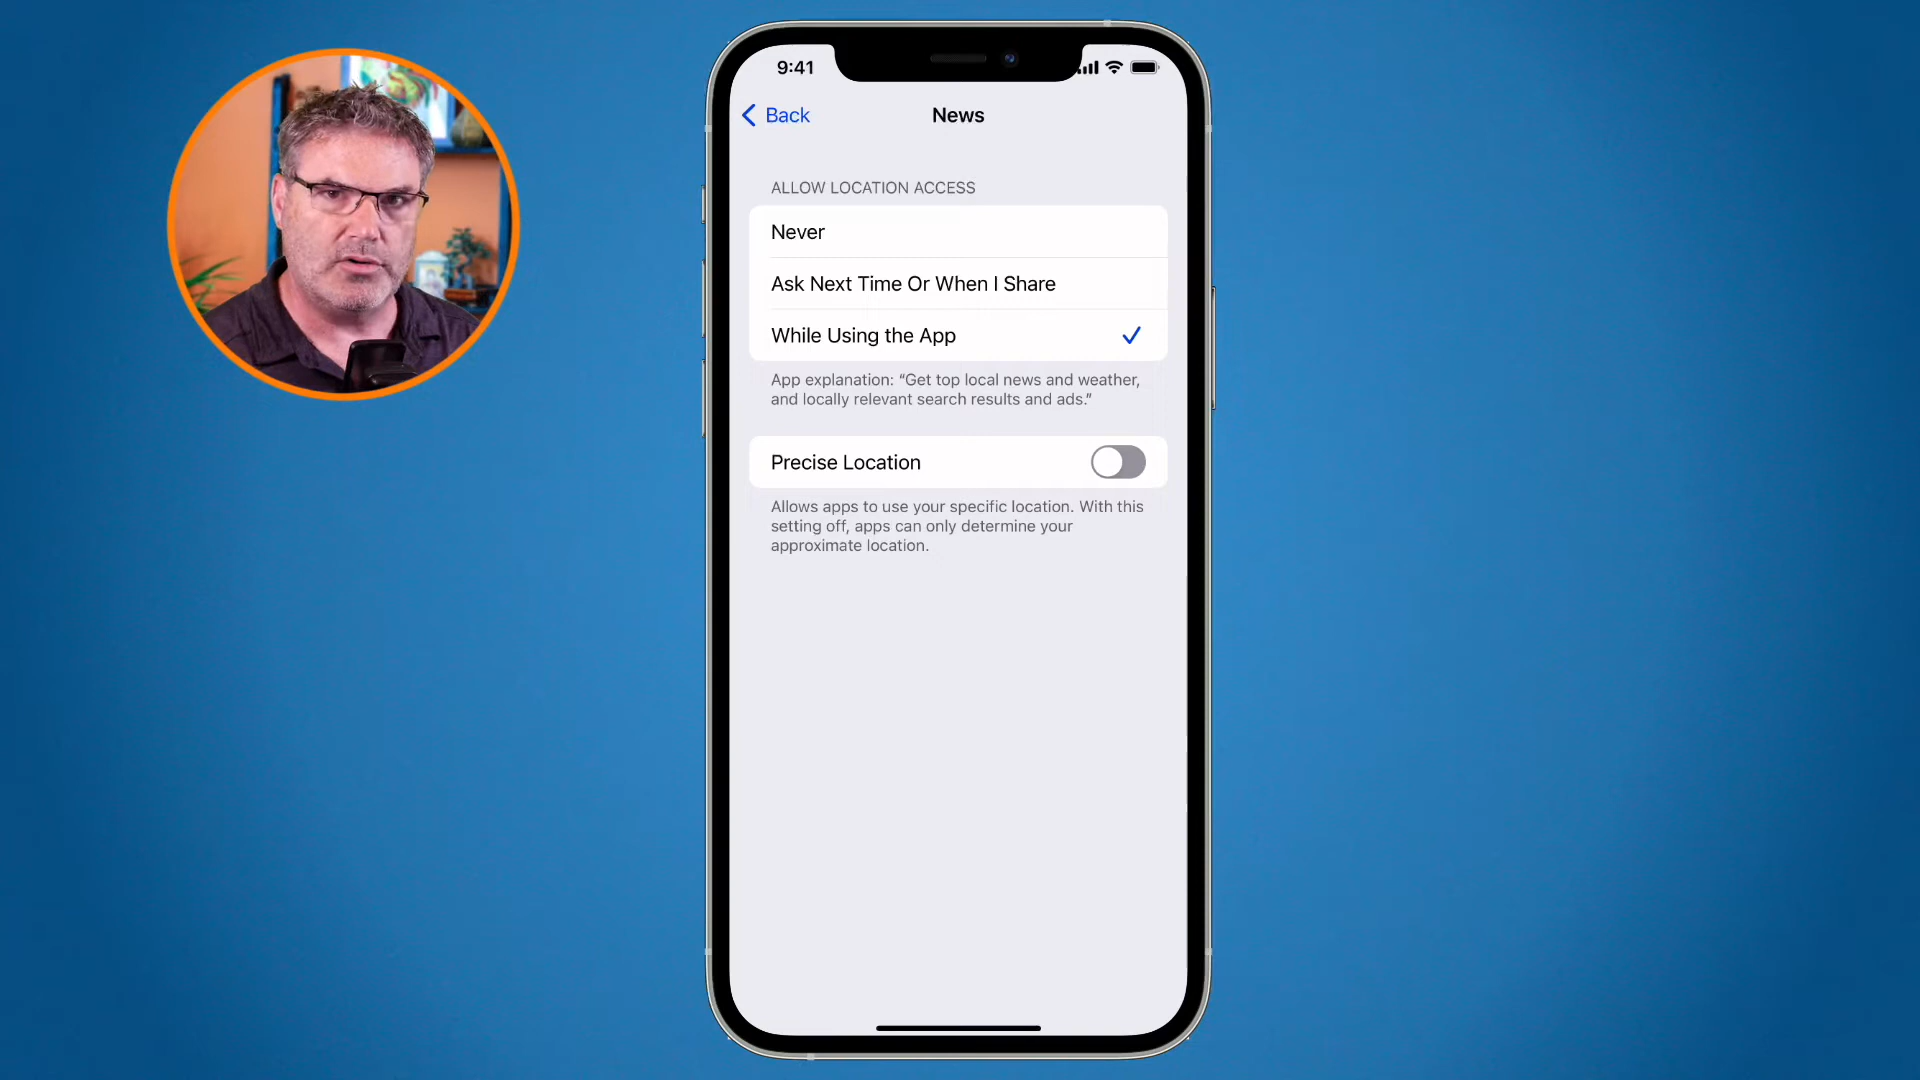 9:41
Back
News
ALLOW LOCATION ACCESS
Never
Ask Next Time Or When I Share
While Using the App
App explanation: “Get top local news and weather,
and locally relevant search results and ads.”
Precise Location
Allows apps to use your specific location. With this
setting off, apps can only determine your
approximate location.